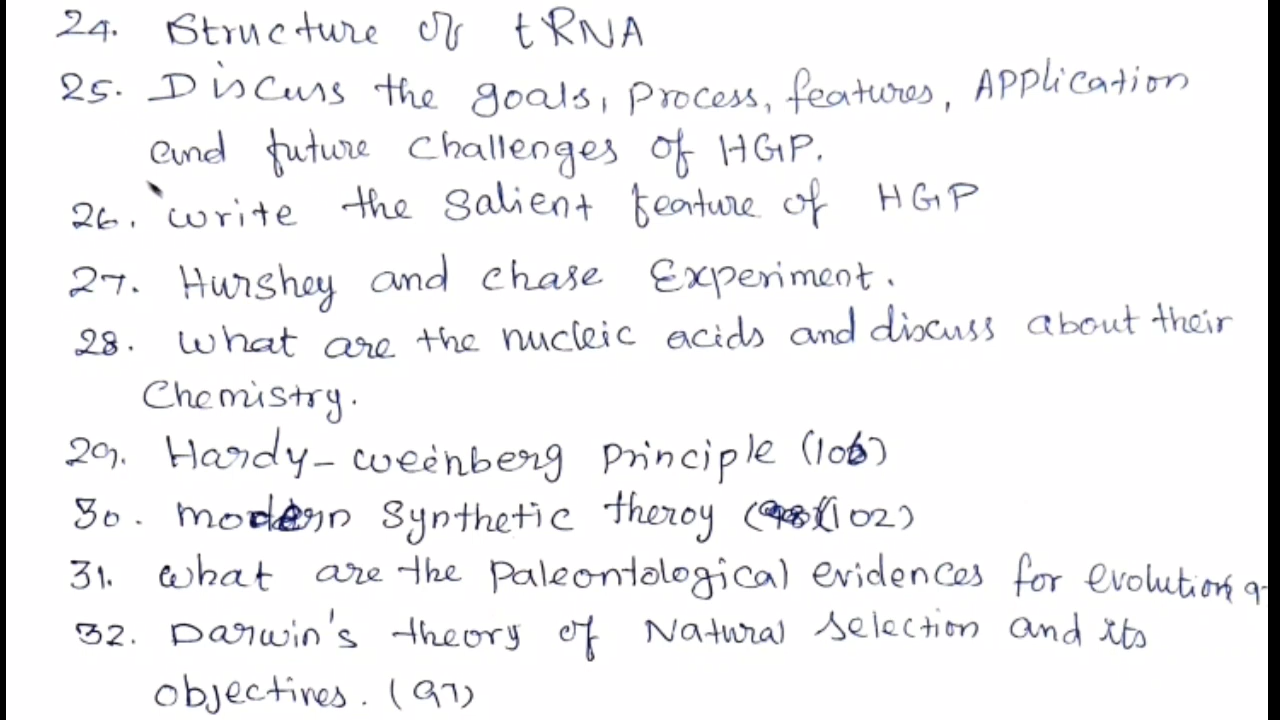 24. Structure of tRNA
25. Discuss the goals, process, features, Application
and future challenges of HGP.
26. write the salient feature of HGP
27. Hurshey and chase Experiment.
28. What are the nucleic acids and discuss about their
Chemistry.
29. Hardy-weinberg principle (106)
30. modern synthetic theroy (102)
31. what are the paleontological evidences for evolution
32. Darwin's theory of Natural selection and its
objectines. (97)